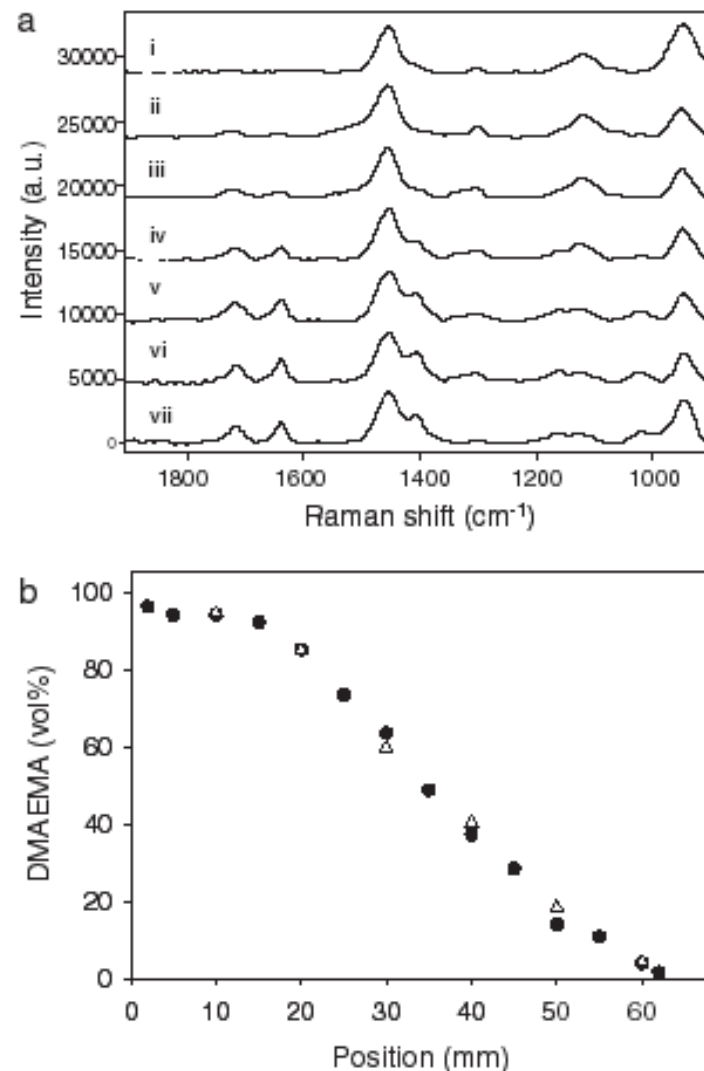 a
i
30000
ii
25000
iii
20000
iv
15000
v
10000
vi
5000
vii
0
Intensity (a.u.)
1800 1600 1400 1200 1000
Raman shift (cm⁻¹)
b
100
80
60
40
20
0
DMAEMA (vol%)
0 10 20 30 40 50 60
Position (mm)